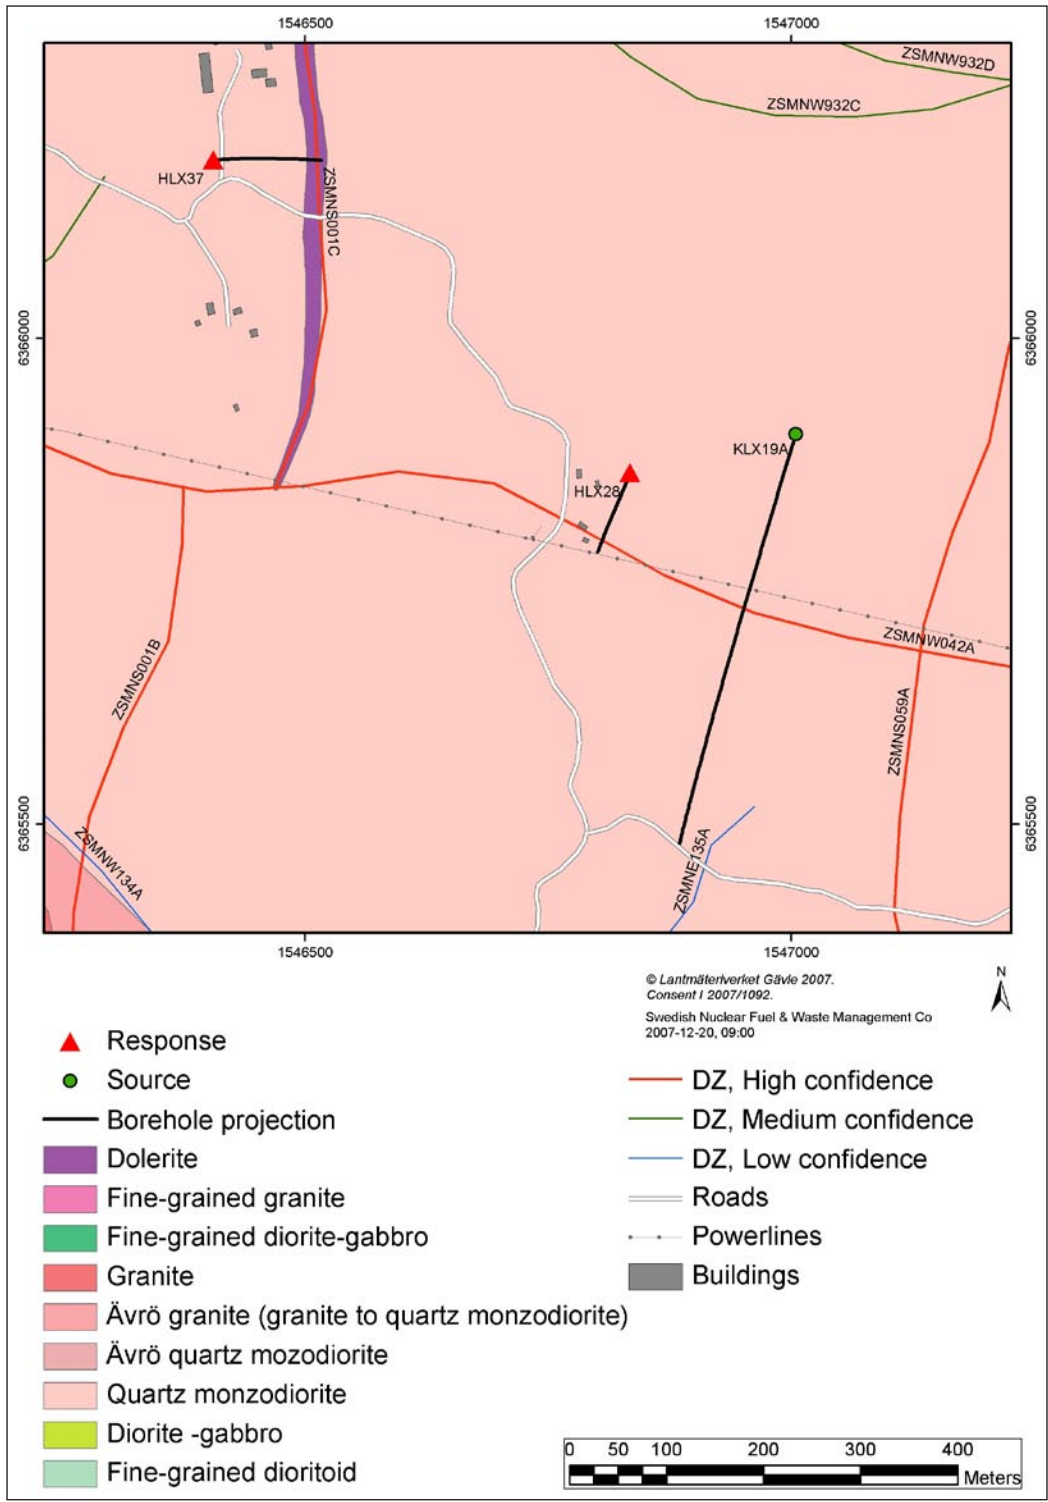 1546500 1547000
ZSMNW932D
ZSMNW932C
HLX37
ZSMNS001C
6366000 6366000
KLX19A
HLX28
ZSMNW042A
ZSMNS001B
ZSMNS059A
6365500 6365500
ZSMNW134A
ZSMNE135A
1546500 1547000
© Lantmäteriverket Gävle 2007.
Consent I 2007/1092.
Swedish Nuclear Fuel & Waste Management Co
2007-12-20, 09:00
N
Response
Source
Borehole projection
Dolerite
Fine-grained granite
Fine-grained diorite-gabbro
Granite
Ävrö granite (granite to quartz monzodiorite)
Ävrö quartz mozodiorite
Quartz monzodiorite
Diorite -gabbro
Fine-grained dioritoid
DZ, High confidence
DZ, Medium confidence
DZ, Low confidence
Roads
Powerlines
Buildings
0 50 100 200 300 400
Meters